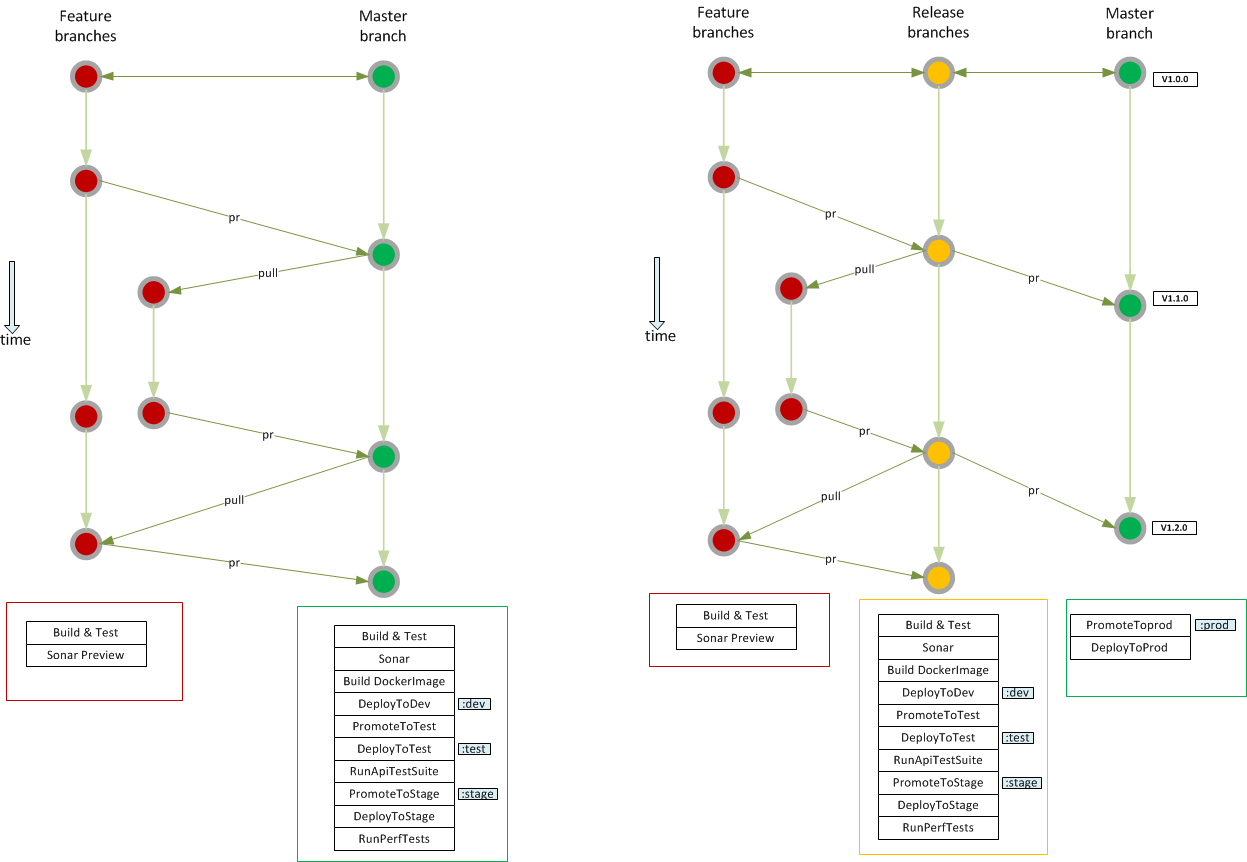 Feature
branches
Master
branch
pr
pull
time
pr
pull
pr
Build & Test
Sonar Preview
Build & Test
Sonar
Build DockerImage
DeployToDev
:dev
PromoteToTest
DeployToTest
:test
RunApiTestSuite
PromoteToStage
:stage
DeployToStage
RunPerfTests
Feature
branches
Release
branches
Master
branch
V1.0.0
pr
pull
pr
V1.1.0
time
pr
pull
pr
V1.2.0
pr
Build & Test
Sonar Preview
Build & Test
Sonar
Build DockerImage
DeployToDev
:dev
PromoteToTest
DeployToTest
:test
RunApiTestSuite
PromoteToStage
:stage
DeployToStage
RunPerfTests
PromoteToprod
:prod
DeployToProd